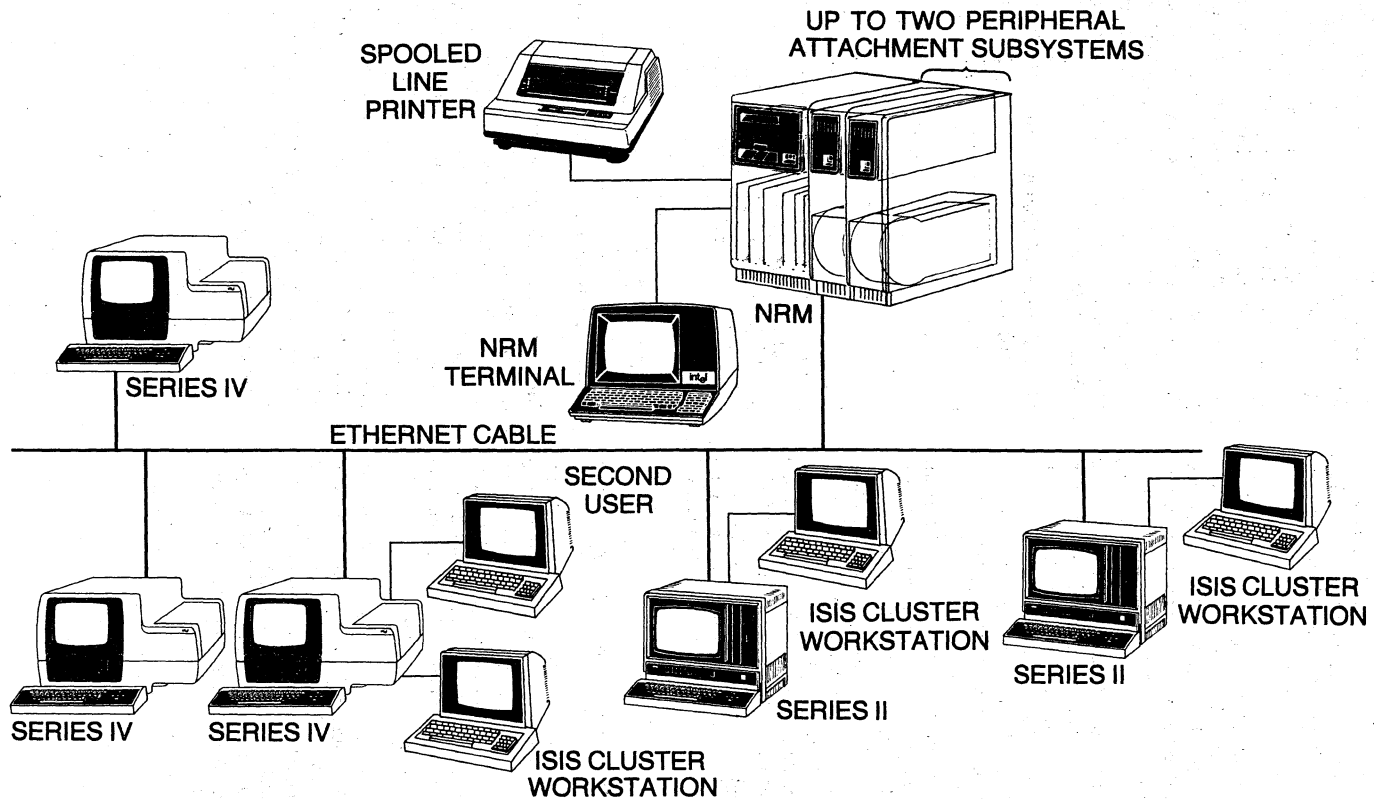 UP TO TWO PERIPHERAL
ATTACHMENT SUBSYSTEMS
SPOOLED
LINE
PRINTER
NRM
NRM
TERMINAL
intel
SERIES IV
ETHERNET CABLE
SECOND
USER
ISIS CLUSTER
WORKSTATION
ISIS CLUSTER
WORKSTATION
SERIES II
SERIES II
SERIES IV
SERIES IV
ISIS CLUSTER
WORKSTATION